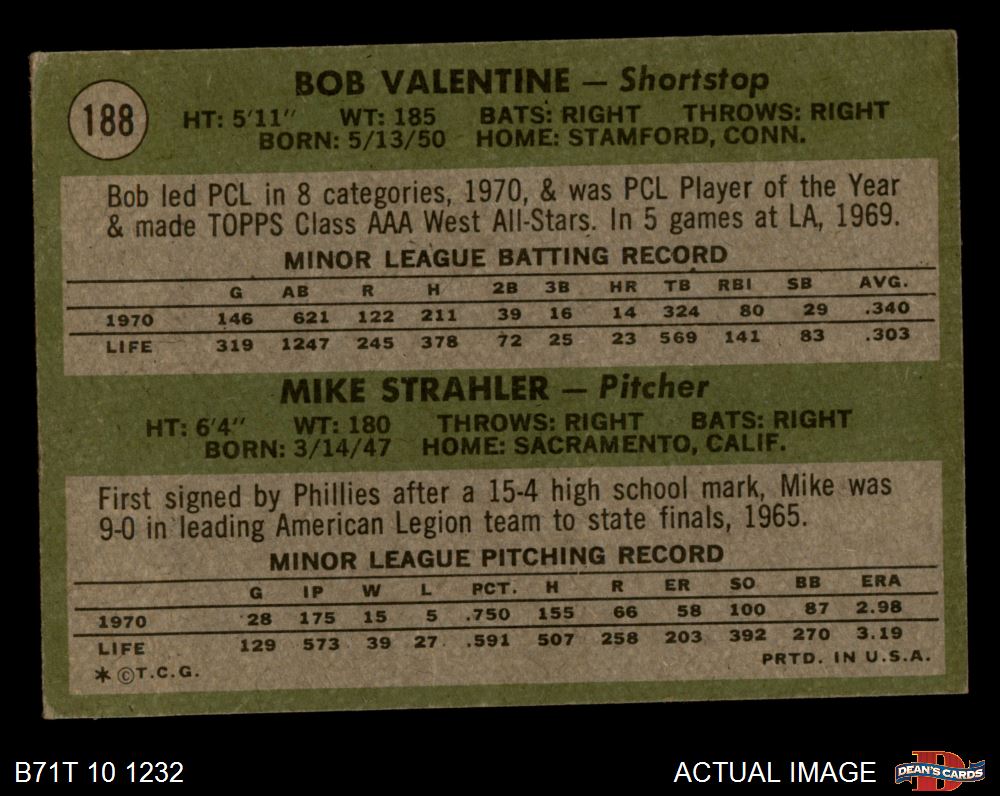 188
BOB VALENTINE — Shortstop
HT: 5'11" WT: 185 BATS: RIGHT THROWS: RIGHT
BORN: 5/13/50 HOME: STAMFORD, CONN.
Bob led PCL in 8 categories, 1970, & was PCL Player of the Year
& made TOPPS Class AAA West All-Stars. In 5 games at LA, 1969.
MINOR LEAGUE BATTING RECORD
G AB R H 2B 3B HR TB RBI SB AVG.
1970 146 621 122 211 39 16 14 324 80 29 .340
LIFE 319 1247 245 378 72 25 23 569 141 83 .303
MIKE STRAHLER — Pitcher
HT: 6'4" WT: 180 THROWS: RIGHT BATS: RIGHT
BORN: 3/14/47 HOME: SACRAMENTO, CALIF.
First signed by Phillies after a 15-4 high school mark, Mike was
9-0 in leading American Legion team to state finals, 1965.
MINOR LEAGUE PITCHING RECORD
G IP W L PCT. H R ER SO BB ERA
1970 28 175 15 5 .750 155 66 58 100 87 2.98
LIFE 129 573 39 27 .591 507 258 203 392 270 3.19
* ©T.C.G. PRTD. IN U.S.A.
B71T 10 1232 ACTUAL IMAGE D DEAN'S CARDS